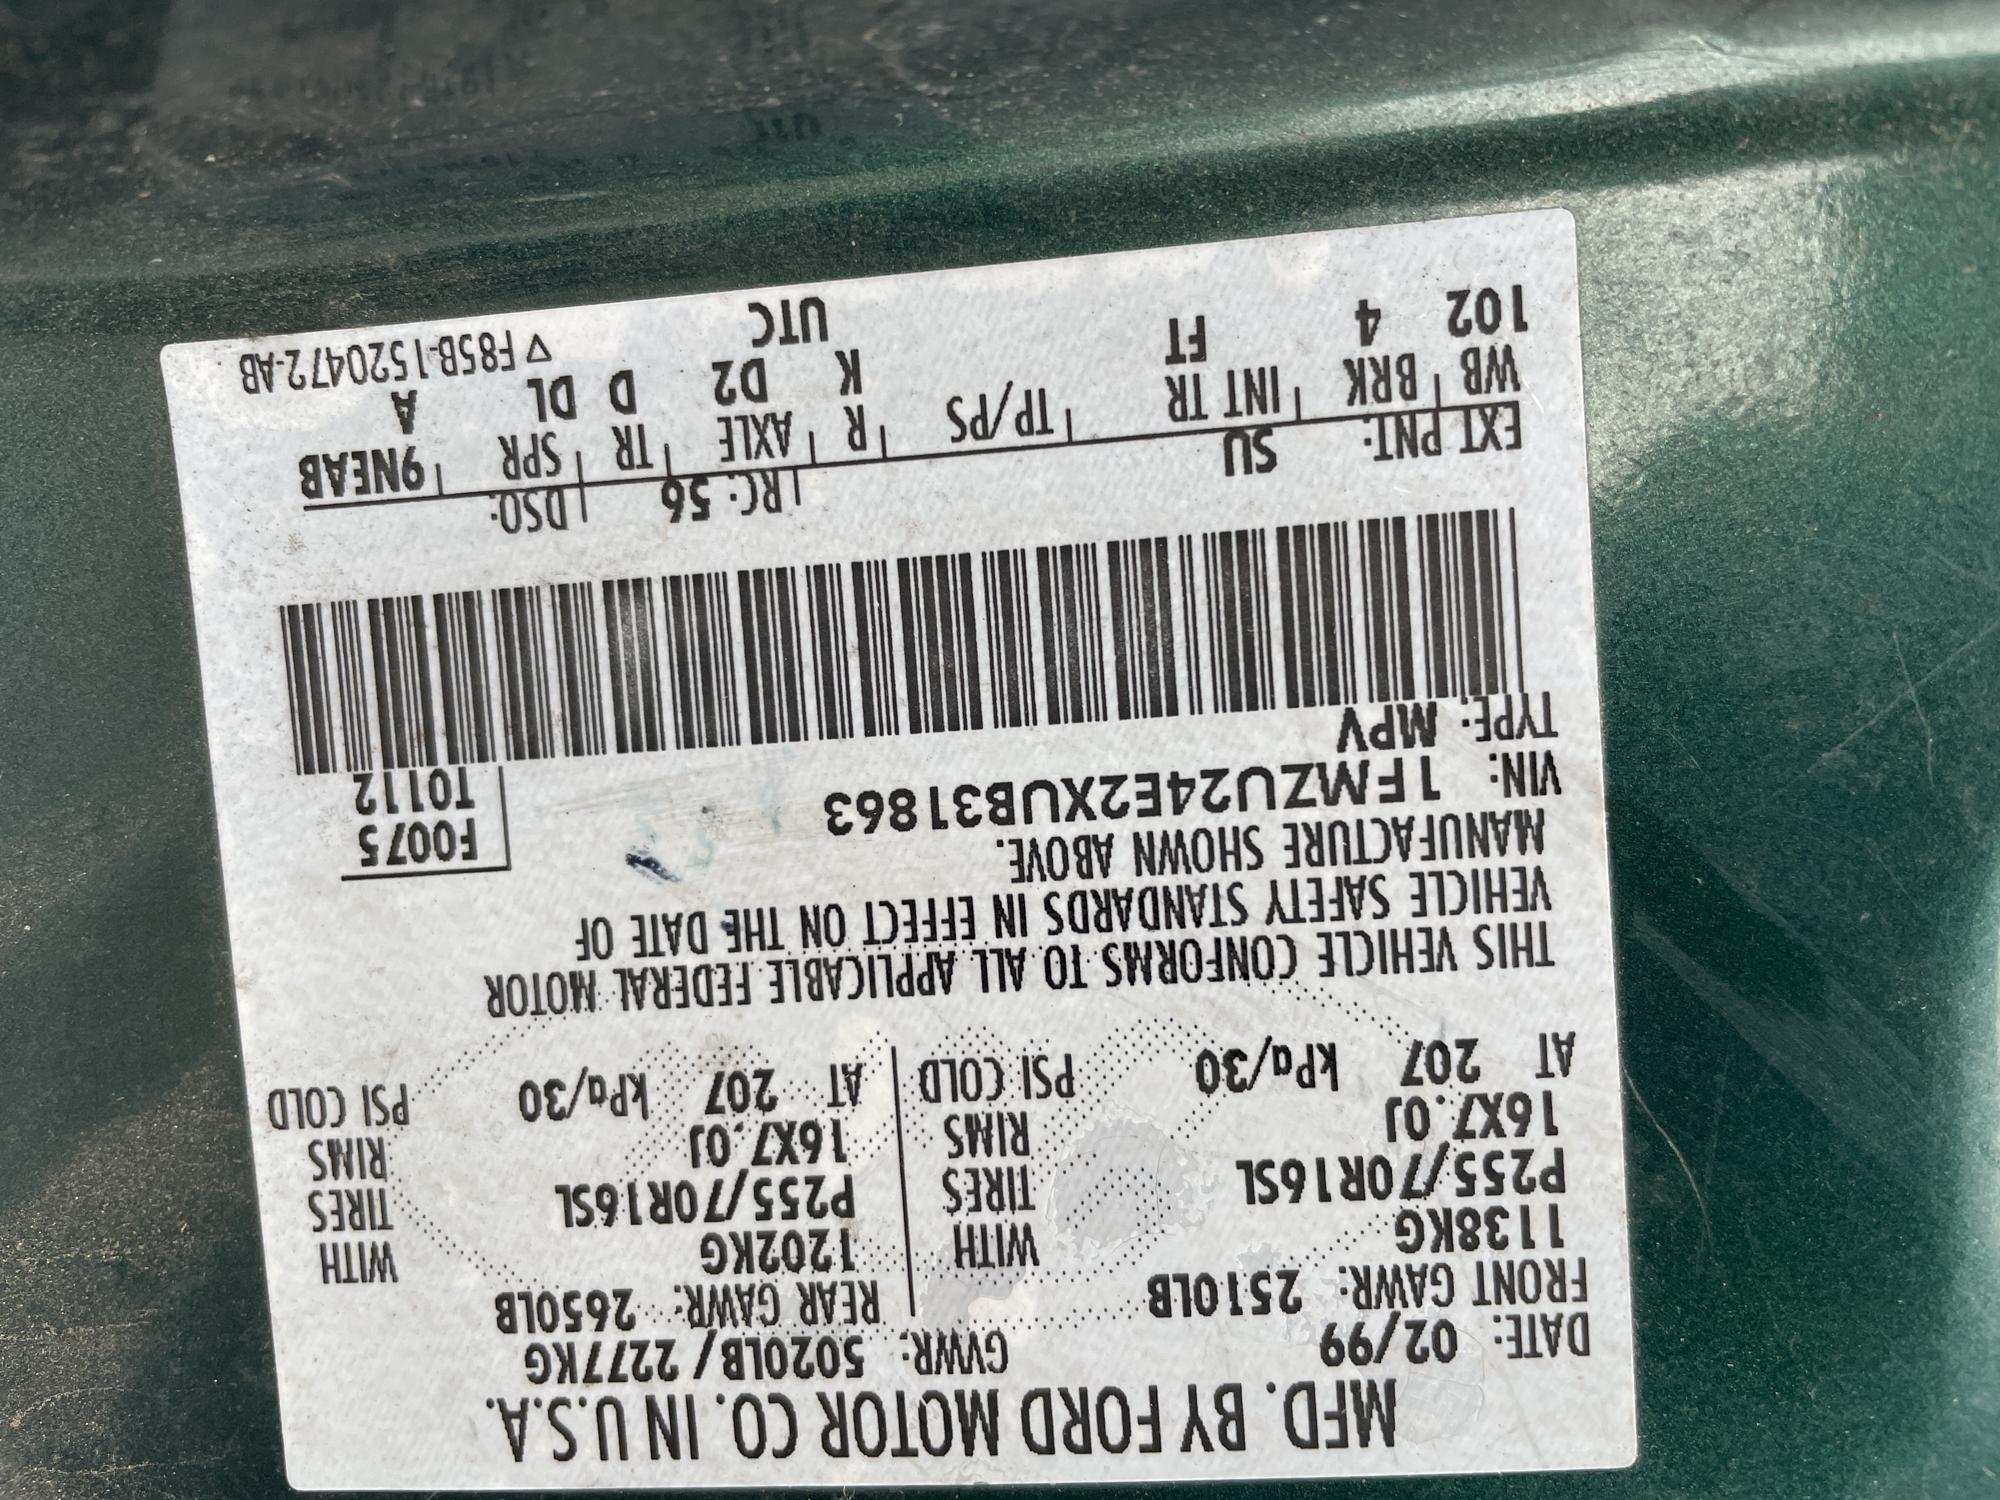 MFD. BY FORD MOTOR CO. IN U.S.A.
DATE: 02/99 GVWR: 5020LB/ 2277KG
FRONT GAWR: 2510LB REAR GAWR: 2650LB
1138KG WITH 1202KG WITH
P255/70R16SL TIRES P255/70R16SL TIRES
16X7.0J RIMS 16X7.0J RIMS
AT 207 kPa/30 PSI COLD AT 207 kPa/30 PSI COLD
THIS VEHICLE CONFORMS TO ALL APPLICABLE FEDERAL MOTOR
VEHICLE SAFETY STANDARDS IN EFFECT ON THE DATE OF
MANUFACTURE SHOWN ABOVE.
VIN: 1FMZU24E2XUB31863
TYPE: MPV
F0075
T0112
EXT PNT: SU RC: 56 DSO:
WB BRK INT TR TP/PS R AXLE TR SPR 9NEAB
102 4 FT K D2 D DL A
UTC
▽ F85B-1520472-AB